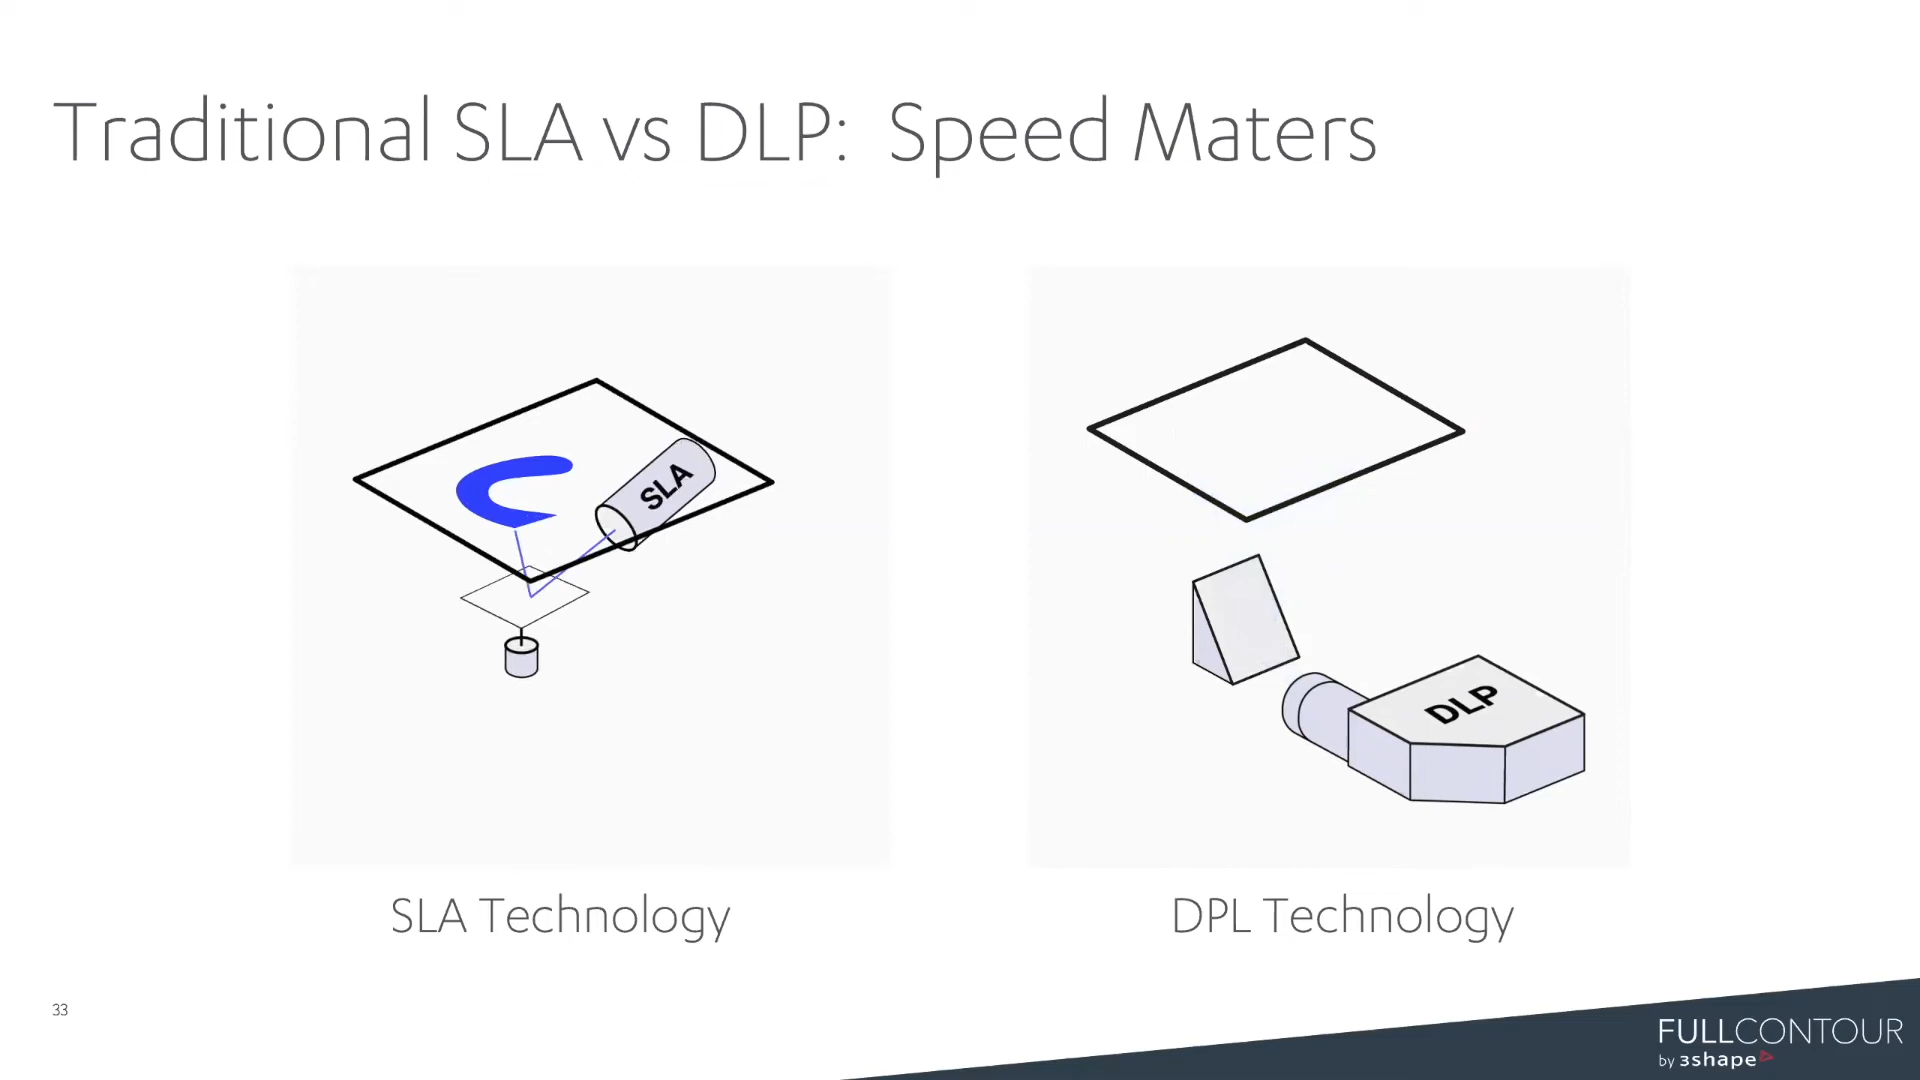 Traditional SLA vs DLP: Speed Maters
SLA
DLP
SLA Technology
DPL Technology
33
FULLCONTOUR
by 3shape